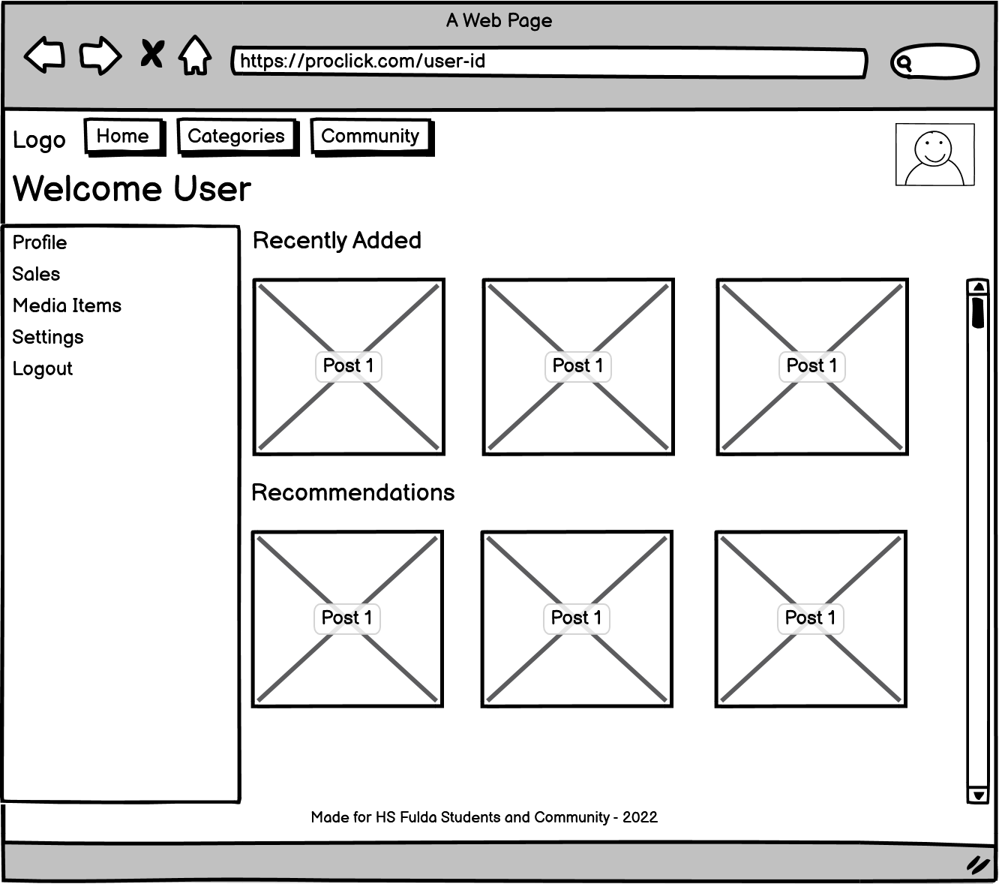 A Web Page
https://proclick.com/user-id
Logo
Home
Categories
Community
Welcome User
Profile
Sales
Media Items
Settings
Logout
Recently Added
Post 1
Post 1
Post 1
Recommendations
Post 1
Post 1
Post 1
Made for HS Fulda Students and Community - 2022